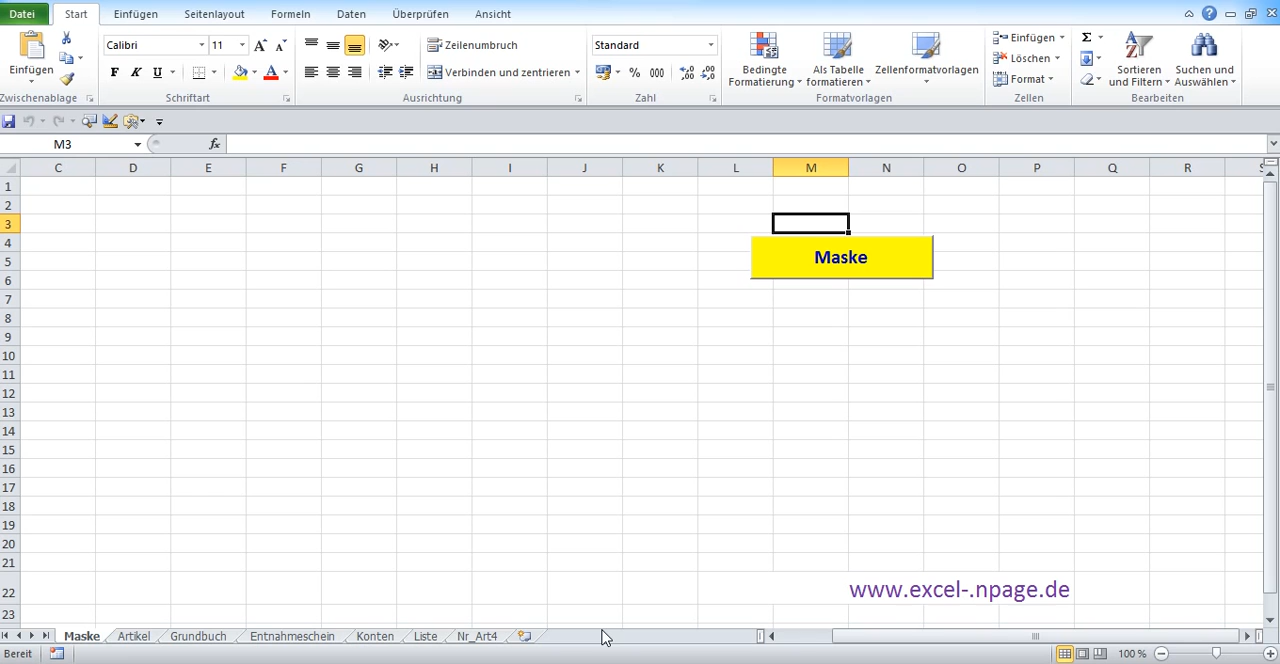 Datei Start Einfügen Seitenlayout Formeln Daten Überprüfen Ansicht
Calibri 11 Zeilenumbruch Standard
Einfügen F K U Verbinden und zentrieren % 000
Bedingte Formatierung
Als Tabelle formatieren
Zellenformatvorlagen
Einfügen
Löschen
Format
Σ
Sortieren und Filtern
Suchen und Auswählen
Zwischenablage Schriftart Ausrichtung Zahl Formatvorlagen Zellen Bearbeiten
M3 fx
C D E F G H I J K L M N O P Q R S
1
2
3
4
5
6
7
8
9
10
11
12
13
14
15
16
17
18
19
20
21
22
23
Maske
www.excel-.npage.de
Maske Artikel Grundbuch Entnahmeschein Konten Liste Nr_Art4
Bereit 100 %